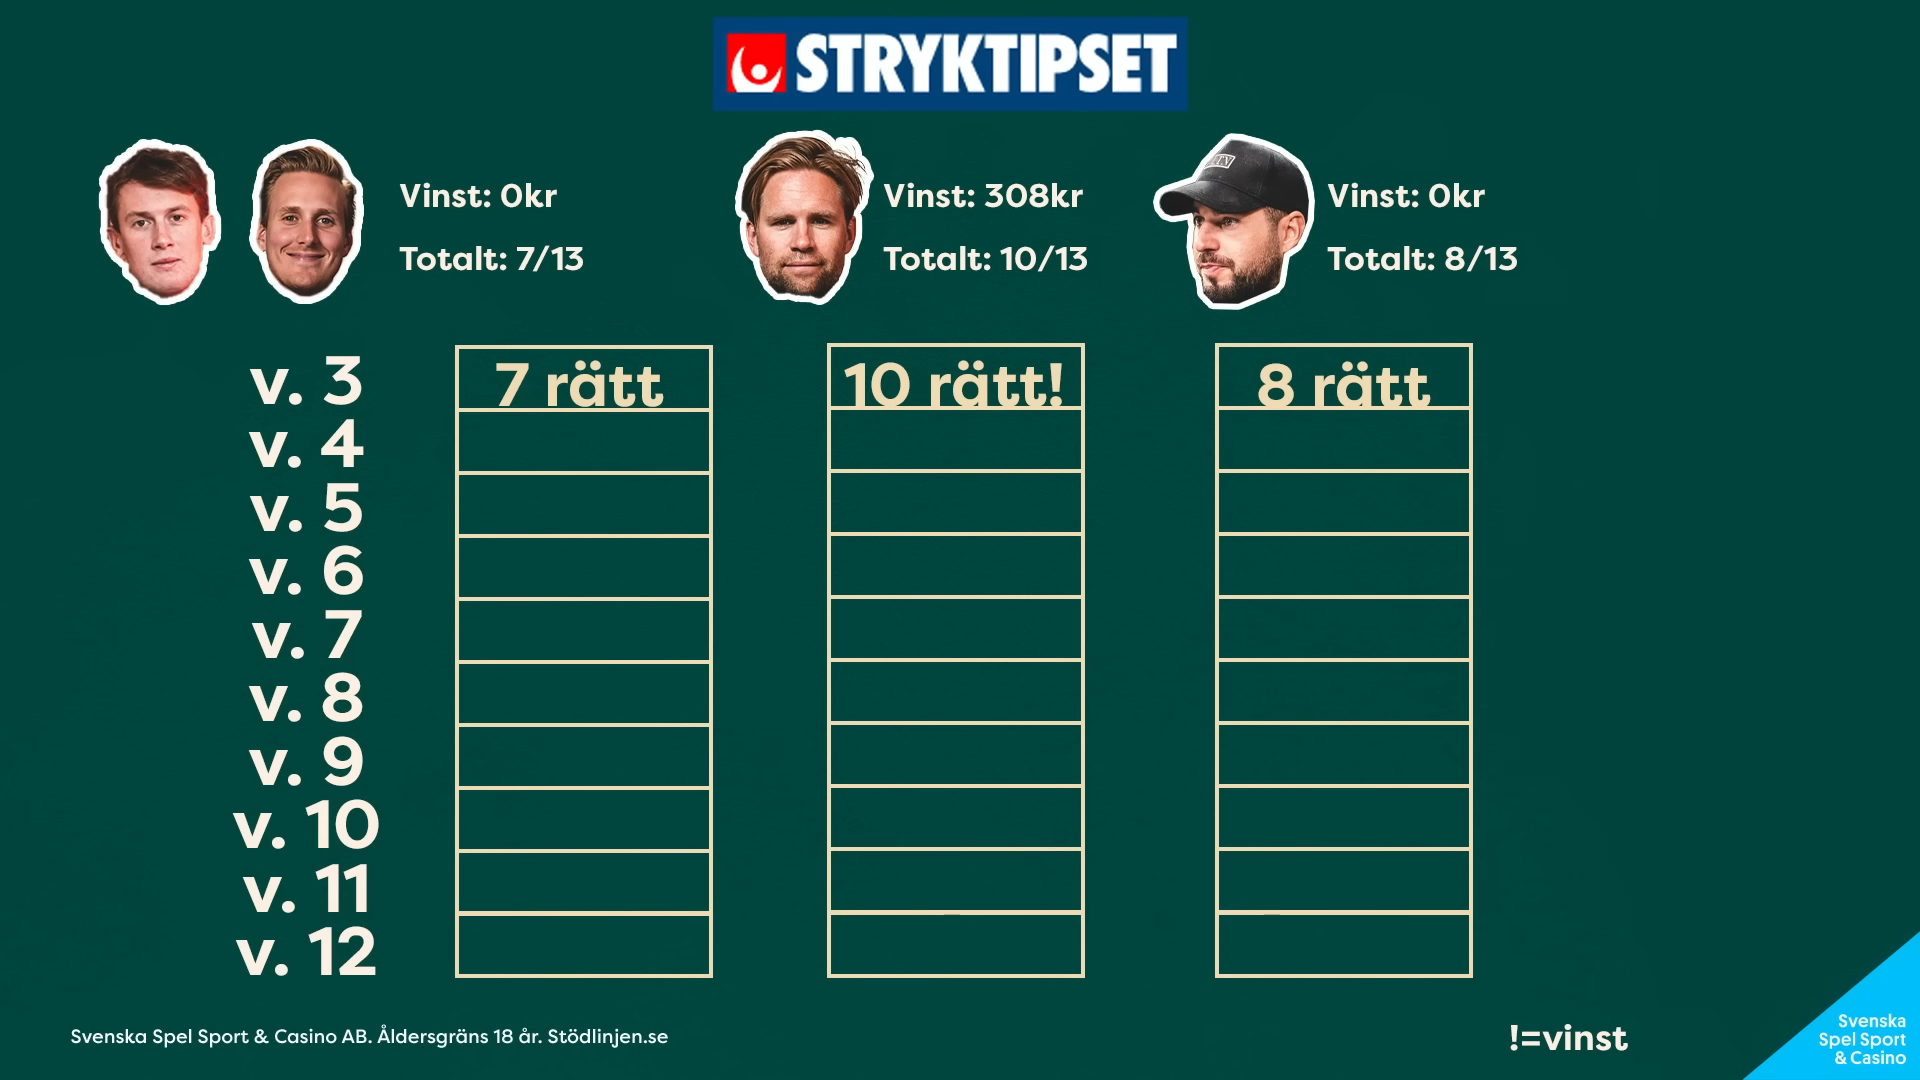 STRYKTIPSET
Vinst: 0kr
Totalt: 7/13
Vinst: 308kr
Totalt: 10/13
Vinst: 0kr
Totalt: 8/13
v. 3 7 rätt 10 rätt! 8 rätt
v. 4
v. 5
v. 6
v. 7
v. 8
v. 9
v. 10
v. 11
v. 12
Svenska Spel Sport & Casino AB. Åldersgräns 18 år. Stödlinjen.se
!=vinst
Svenska
Spel Sport
& Casino